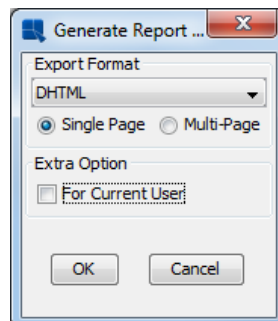 Generate Report ...
Export Format
DHTML
Single Page Multi-Page
Extra Option
For Current User
OK Cancel